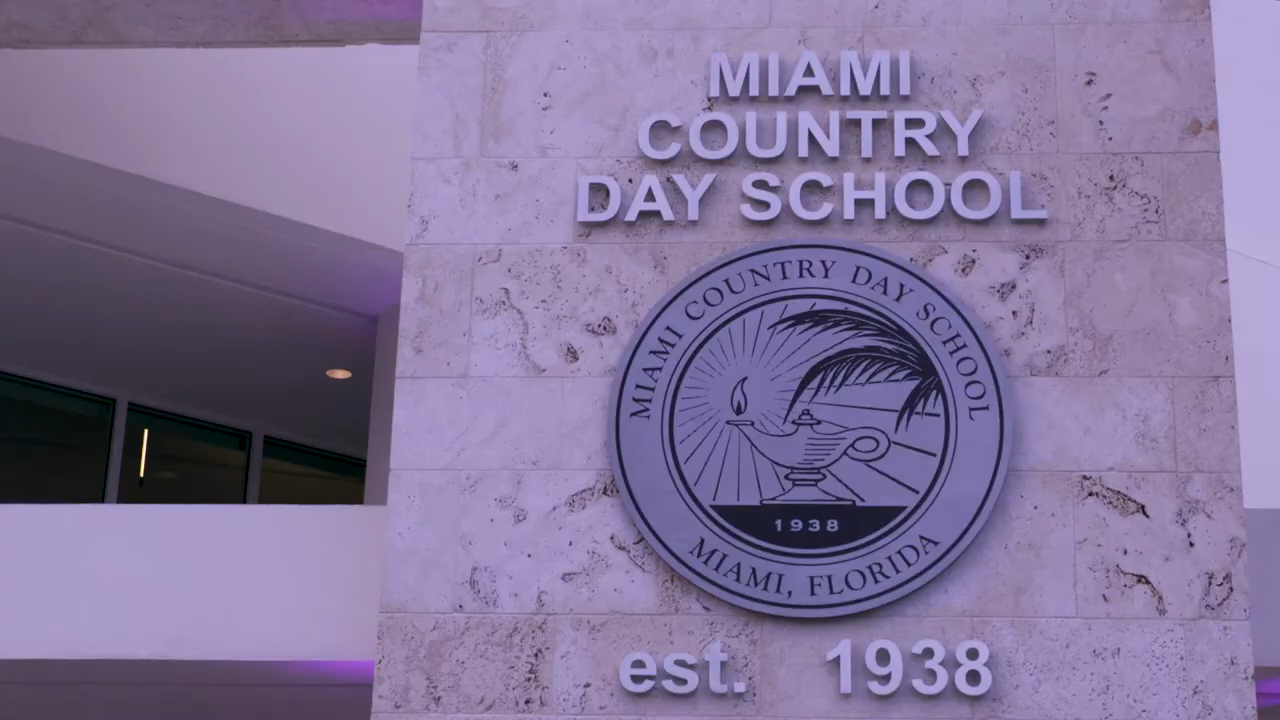 MIAMI
COUNTRY
DAY SCHOOL
MIAMI COUNTRY DAY SCHOOL
1938
MIAMI, FLORIDA
est. 1938